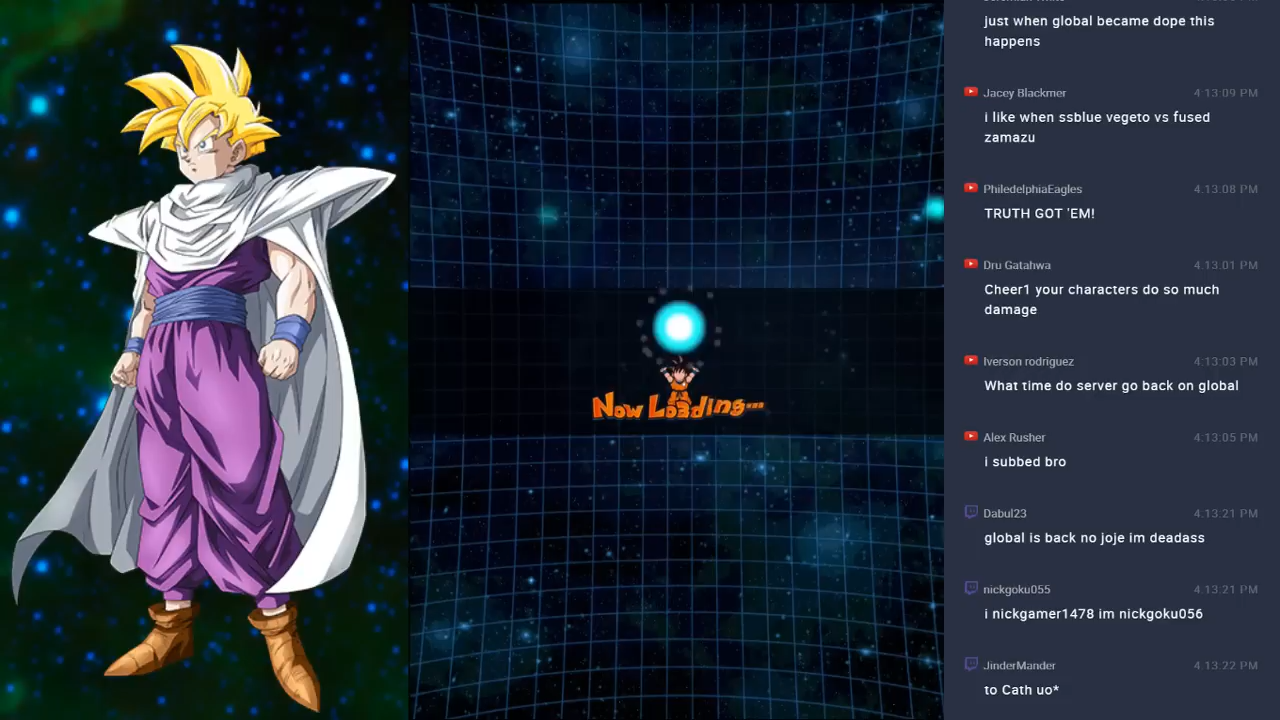 just when global became dope this
happens
Jacey Blackmer 4:13:09 PM
i like when ssblue vegeto vs fused
zamazu
PhiledelphiaEagles 4:13:08 PM
TRUTH GOT 'EM!
Dru Gatahwa 4:13:01 PM
Cheer1 your characters do so much
damage
Iverson rodriguez 4:13:03 PM
What time do server go back on global
Alex Rusher 4:13:05 PM
i subbed bro
Dabul23 4:13:21 PM
global is back no joje im deadass
nickgoku055 4:13:21 PM
i nickgamer1478 im nickgoku056
JinderMander 4:13:22 PM
to Cath uo*
Now Loading...